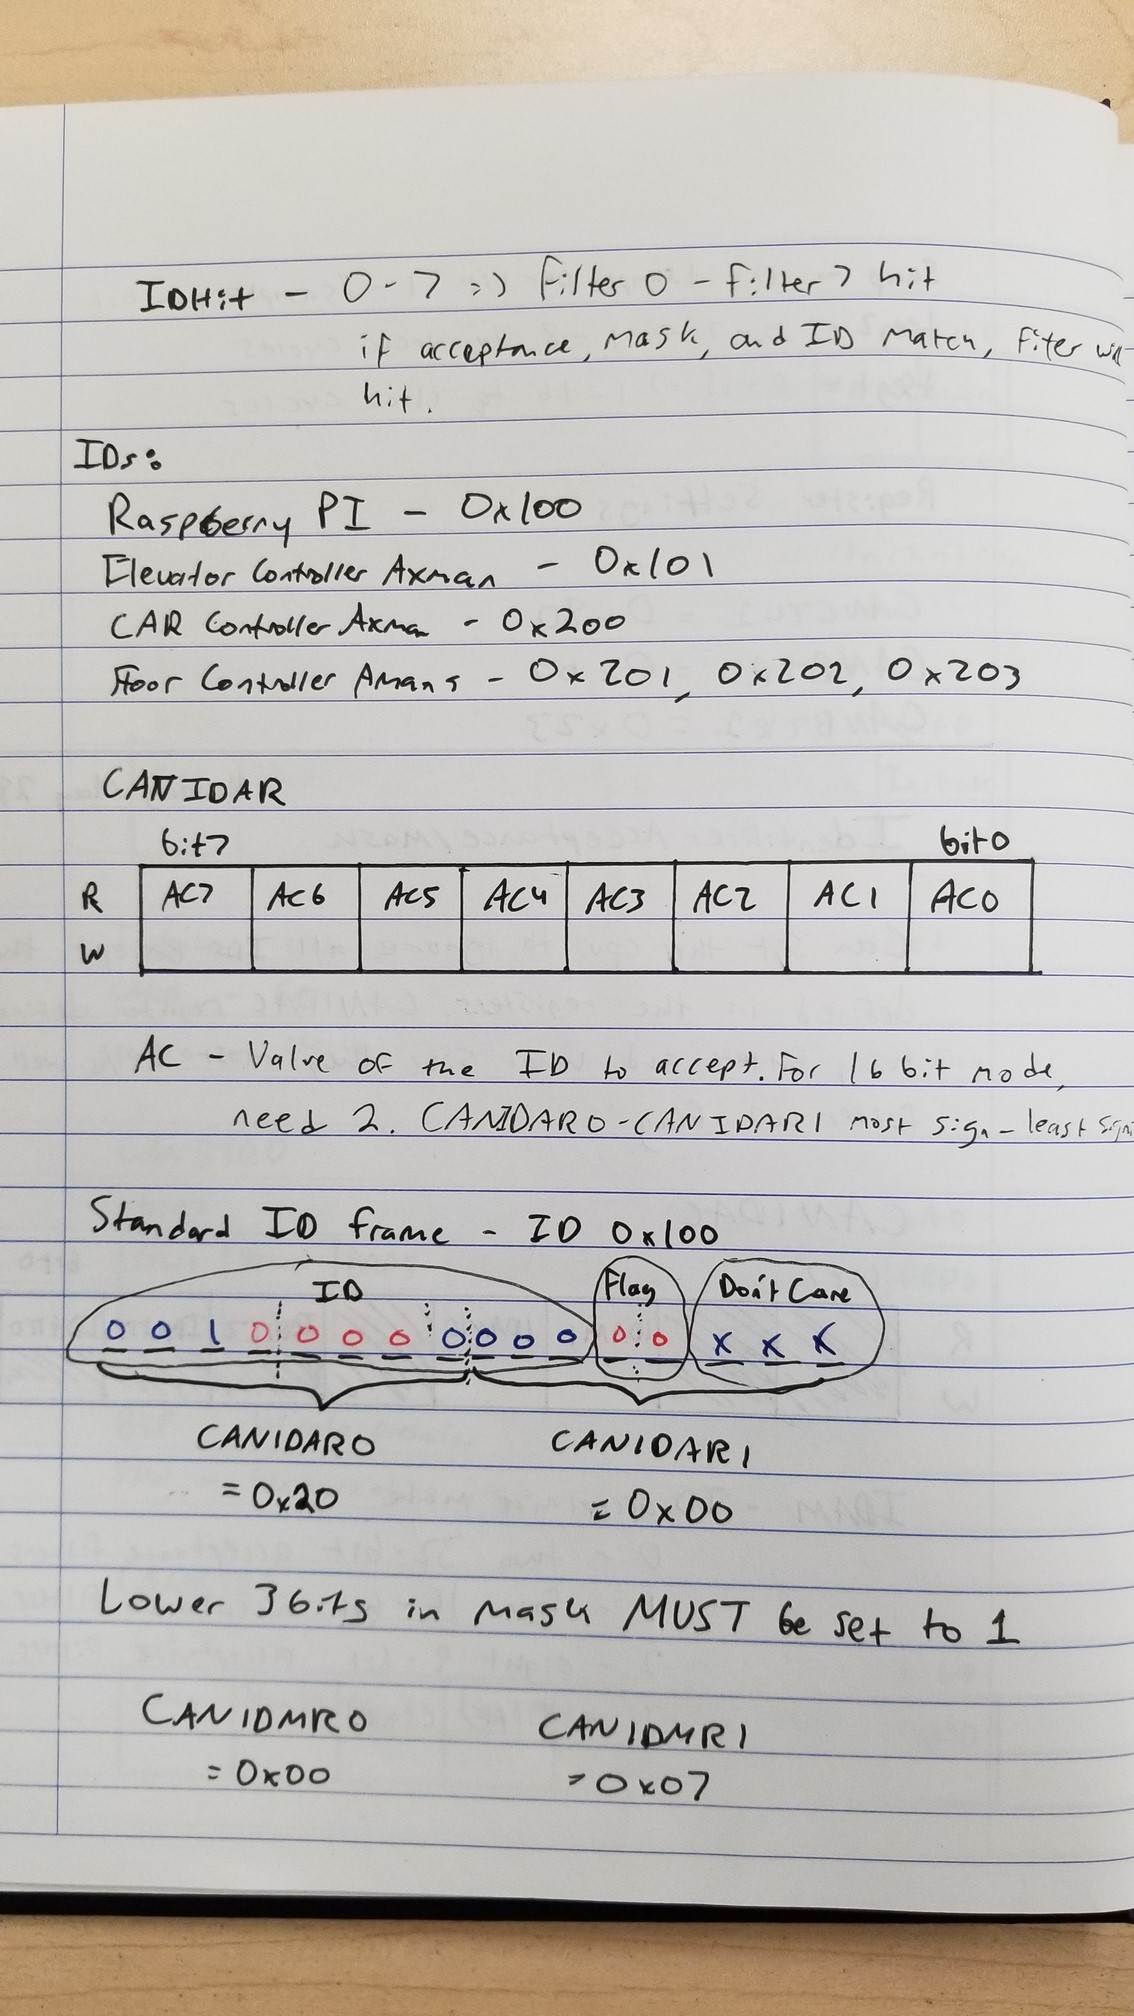 IDHit - 0-7 => Filter 0 - filter 7 hit
if acceptance, mask, and ID match, Fiter
hit.
IDs:
Raspberry PI - 0x100
Elevator Controller Axman - 0x101
CAR Controller Axman - 0x200
Floor Controller Amans - 0x201, 0x202, 0x203
CANIDAR
bit7 bit0
R AC7 AC6 AC5 AC4 AC3 AC2 AC1 AC0
W
AC - Value of the ID to accept. For 16 bit mode,
need 2. CANIDAR0-CANIDAR1 most sign - least
Standard ID frame - ID 0x100
ID Flag Don't Care
0 0 1 0 0 0 0 0 0 0 0 0 0 x x x
CANIDAR0 CANIDAR1
= 0x20 = 0x00
Lower 3 bits in mask MUST be set to 1
CANIDMR0 CANIDMR1
= 0x00 = 0x07